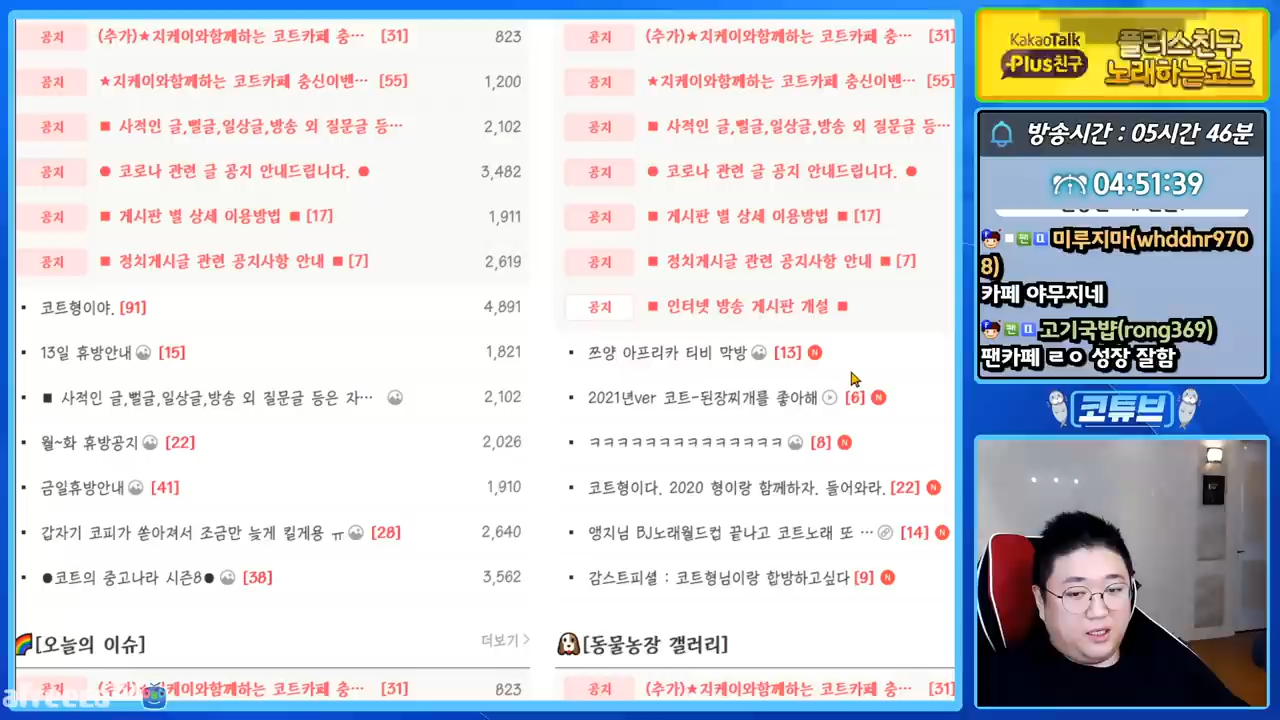 공지 (추가)★지케이와함께하는 코트카페 충… [31] 823
공지 ★지케이와함께하는 코트카페 충신이벤… [55] 1,200
공지 ■ 사적인 글,뻘글,일상글,방송 외 질문글 등… 2,102
공지 ● 코로나 관련 글 공지 안내드립니다. ● 3,482
공지 ■ 게시판 별 상세 이용방법 ■ [17] 1,911
공지 ■ 정치게시글 관련 공지사항 안내 ■ [7] 2,619
코트형이야. [91] 4,891
13일 휴방안내 [15] 1,821
■ 사적인 글,뻘글,일상글,방송 외 질문글 등은 자… 2,102
월~화 휴방공지 [22] 2,026
금일휴방안내 [41] 1,910
갑자기 코피가 쏟아져서 조금만 늦게 킬게용 ㅠ [28] 2,640
●코트의 중고나라 시즌8● [38] 3,562
[오늘의 이슈] 더보기 >
공지 (추가)★지케이와함께하는 코트카페 충… [31] 823
공지 (추가)★지케이와함께하는 코트카페 충… [31]
공지 ★지케이와함께하는 코트카페 충신이벤… [55]
공지 ■ 사적인 글,뻘글,일상글,방송 외 질문글 등…
공지 ● 코로나 관련 글 공지 안내드립니다. ●
공지 ■ 게시판 별 상세 이용방법 ■ [17]
공지 ■ 정치게시글 관련 공지사항 안내 ■ [7]
공지 ■ 인터넷 방송 게시판 개설 ■
쯔양 아프리카 티비 막방 [13] N
2021년ver 코트-된장찌개를 좋아해 [6] N
ㅋㅋㅋㅋㅋㅋㅋㅋㅋㅋㅋㅋㅋㅋ [8] N
코트형이다. 2020 형이랑 함께하자. 들어와라. [22] N
앵지님 BJ노래월드컵 끝나고 코트노래 또 … [14] N
감스트피셜 : 코트형님이랑 합방하고싶다 [9] N
[동물농장 갤러리]
공지 (추가)★지케이와함께하는 코트카페 충… [31]
KakaoTalk
Plus친구
플러스친구
노래하는코트
방송시간 : 05시간 46분
04:51:39
팬 미루지마(whddnr970
8)
카페 야무지네
팬 고기국뱝(rong369)
팬카페 ㄹㅇ 성장 잘함
코튜브